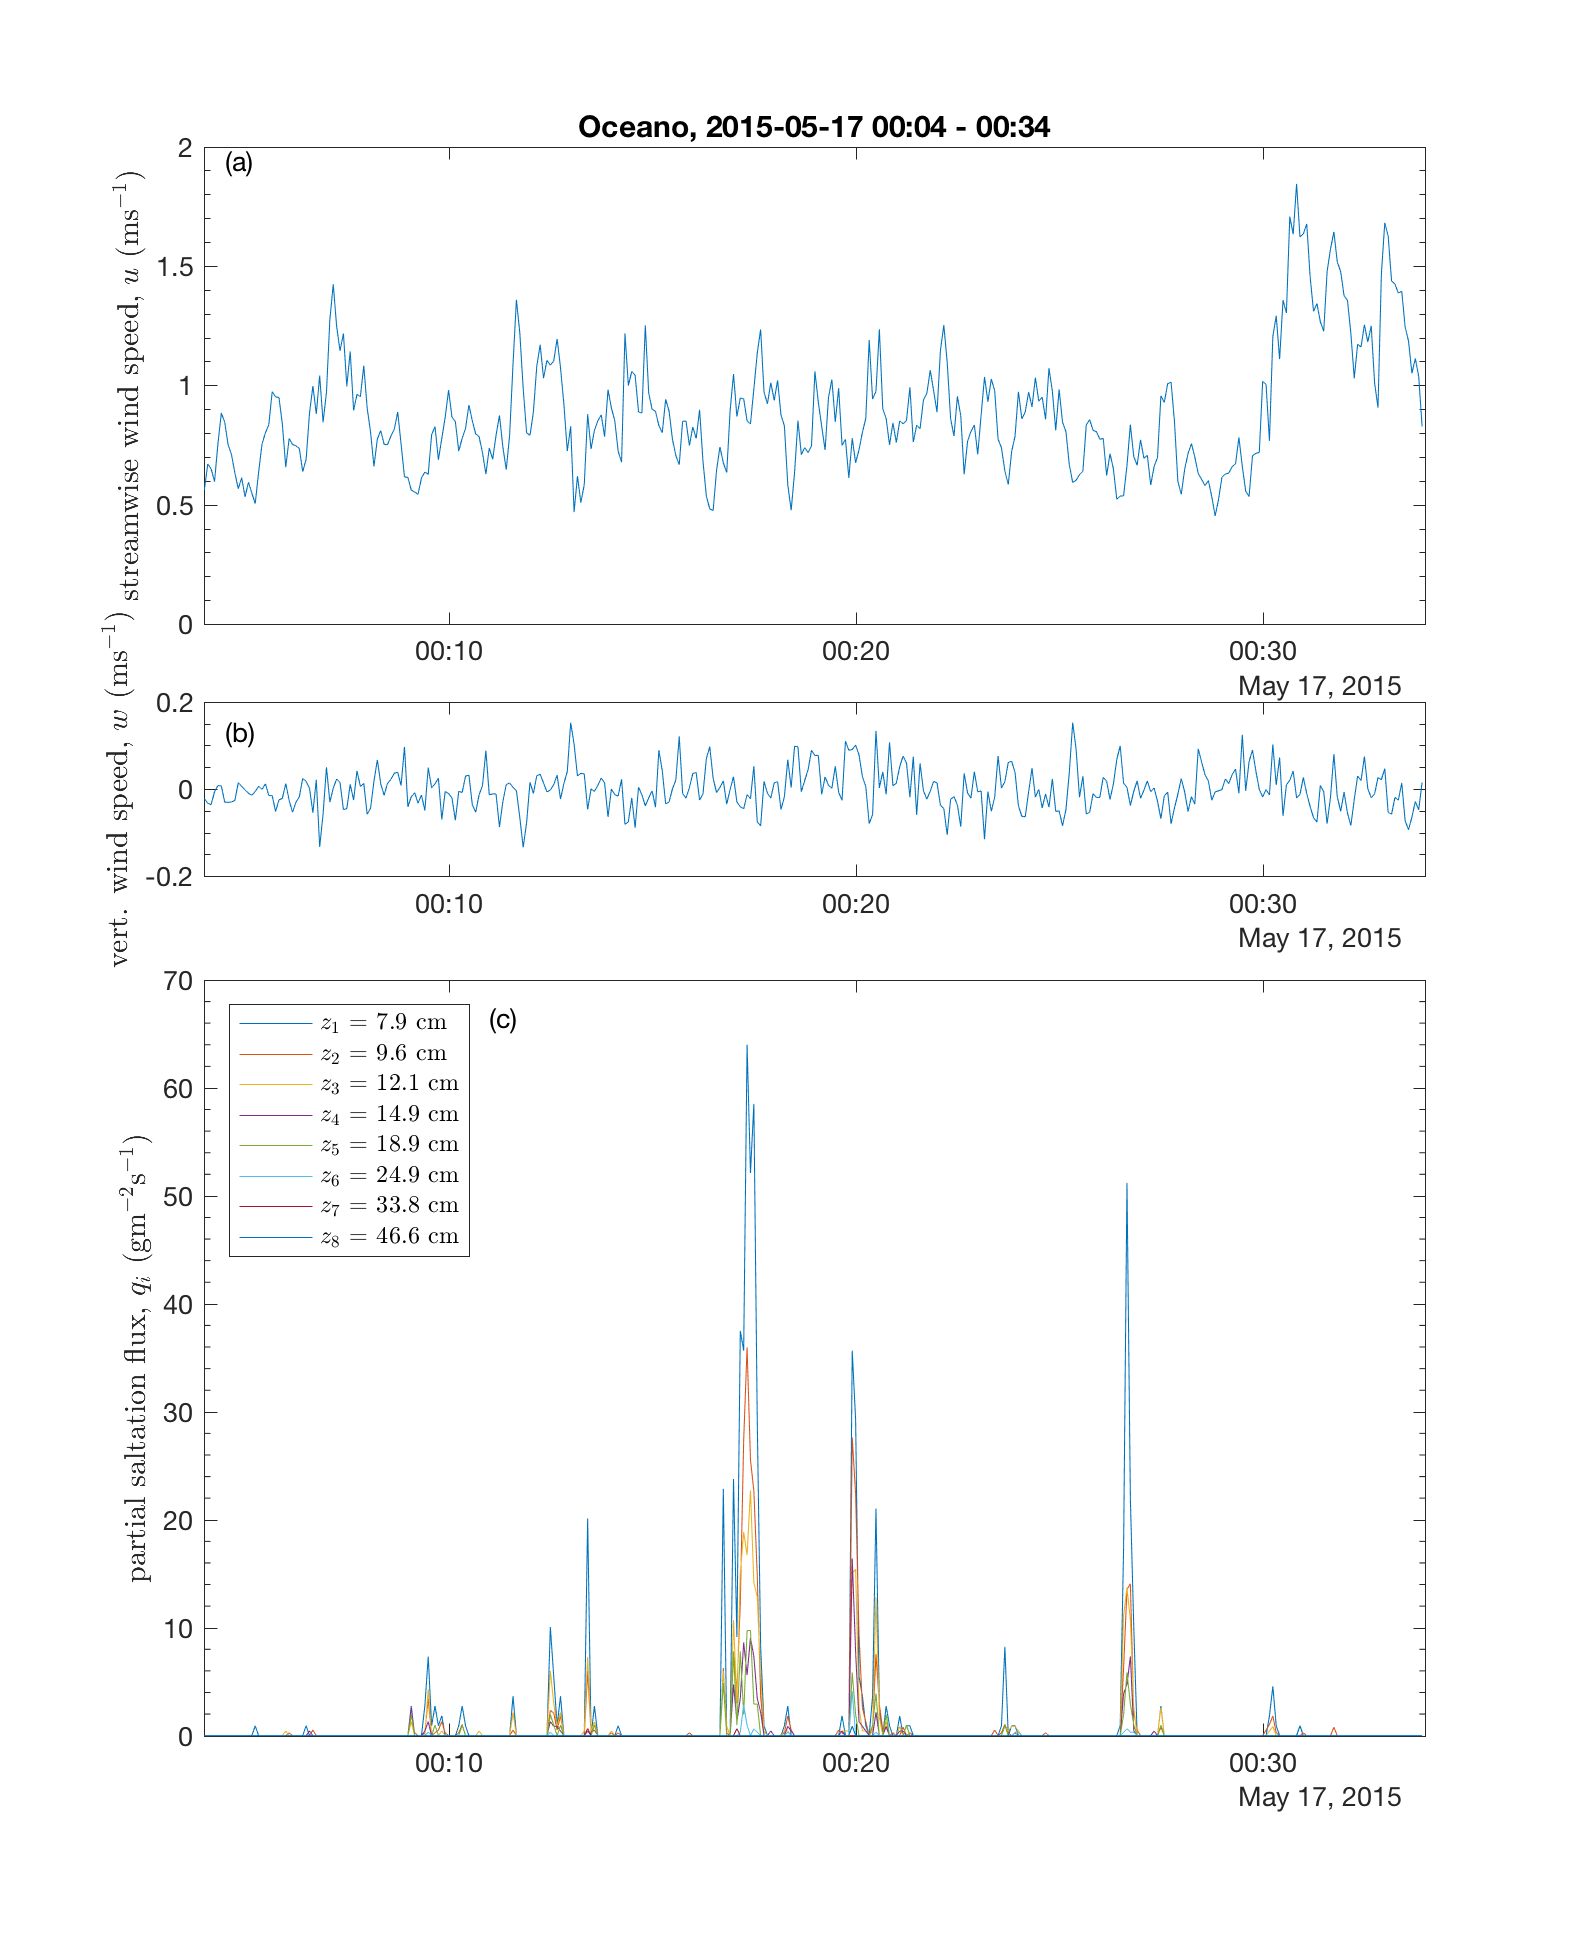 Oceano, 2015-05-17 00:04 - 00:34
(a)
streamwise wind speed, u (ms⁻¹)
2
1.5
1
0.5
0
00:10 00:20 00:30
May 17, 2015
(b)
vert. wind speed, w (ms⁻¹)
0.2
0
-0.2
00:10 00:20 00:30
May 17, 2015
(c)
partial saltation flux, qᵢ (gm⁻²s⁻¹)
70
60
50
40
30
20
10
0
z₁ = 7.9 cm
z₂ = 9.6 cm
z₃ = 12.1 cm
z₄ = 14.9 cm
z₅ = 18.9 cm
z₆ = 24.9 cm
z₇ = 33.8 cm
z₈ = 46.6 cm
00:10 00:20 00:30
May 17, 2015